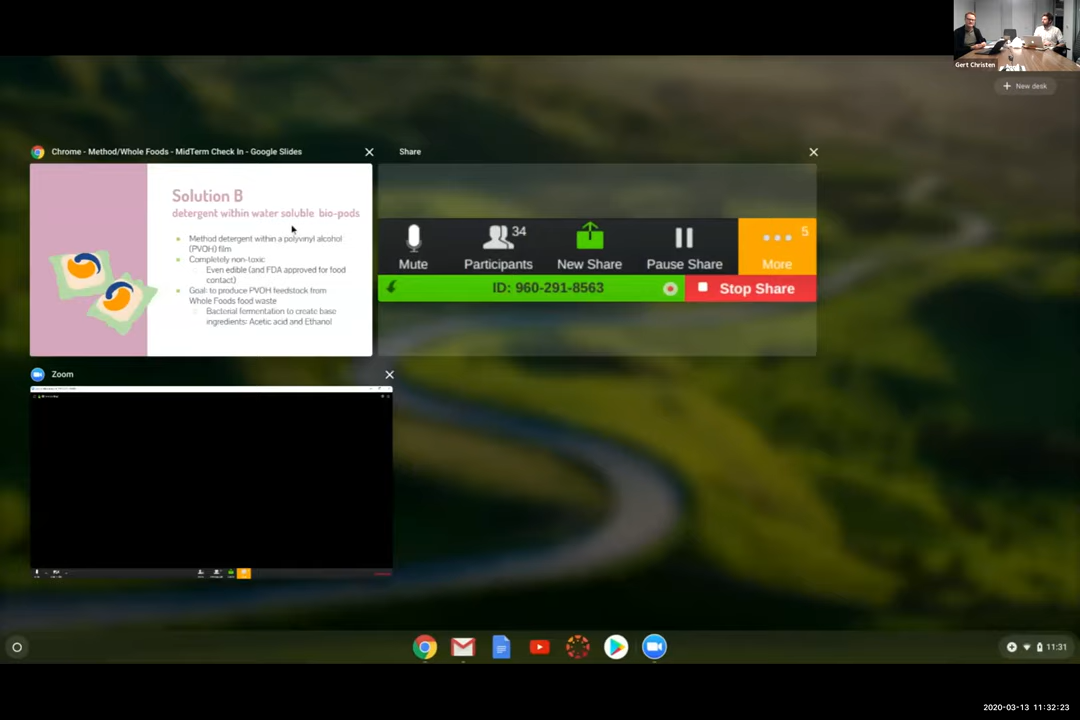 Gert Christen
New desk
Chrome - Method/Whole Foods - MidTerm Check In - Google Slides
Share
Solution B
detergent within water soluble bio-pods
Method detergent within a polyvinyl alcohol
(PVOH) film
Completely non-toxic
Even edible (and FDA approved for food
contact)
Goal: to produce PVOH feedstock from
Whole Foods food waste
Bacterial fermentation to create base
ingredients: Acetic acid and Ethanol
34
5
Mute
Participants
New Share
Pause Share
More
ID: 960-291-8563
Stop Share
Zoom
11:31
2020-03-13 11:32:23